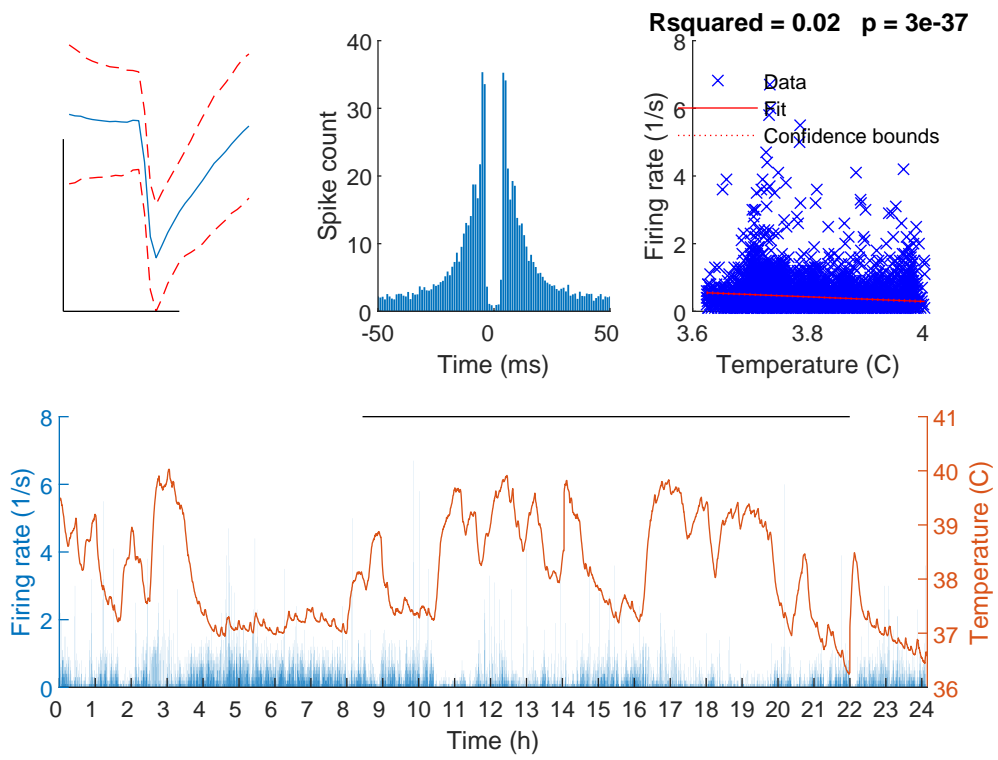 Rsquared = 0.02 p = 3e-37
40
30
20
10
0
Spike count
-50
0
50
Time (ms)
8
6
4
2
0
Firing rate (1/s)
Data
Fit
Confidence bounds
3.6
3.8
4
Temperature (C)
8
6
4
2
0
Firing rate (1/s)
41
40
39
38
37
36
Temperature (C)
0 1 2 3 4 5 6 7 8 9 10 11 12 13 14 15 16 17 18 19 20 21 22 23 24
Time (h)